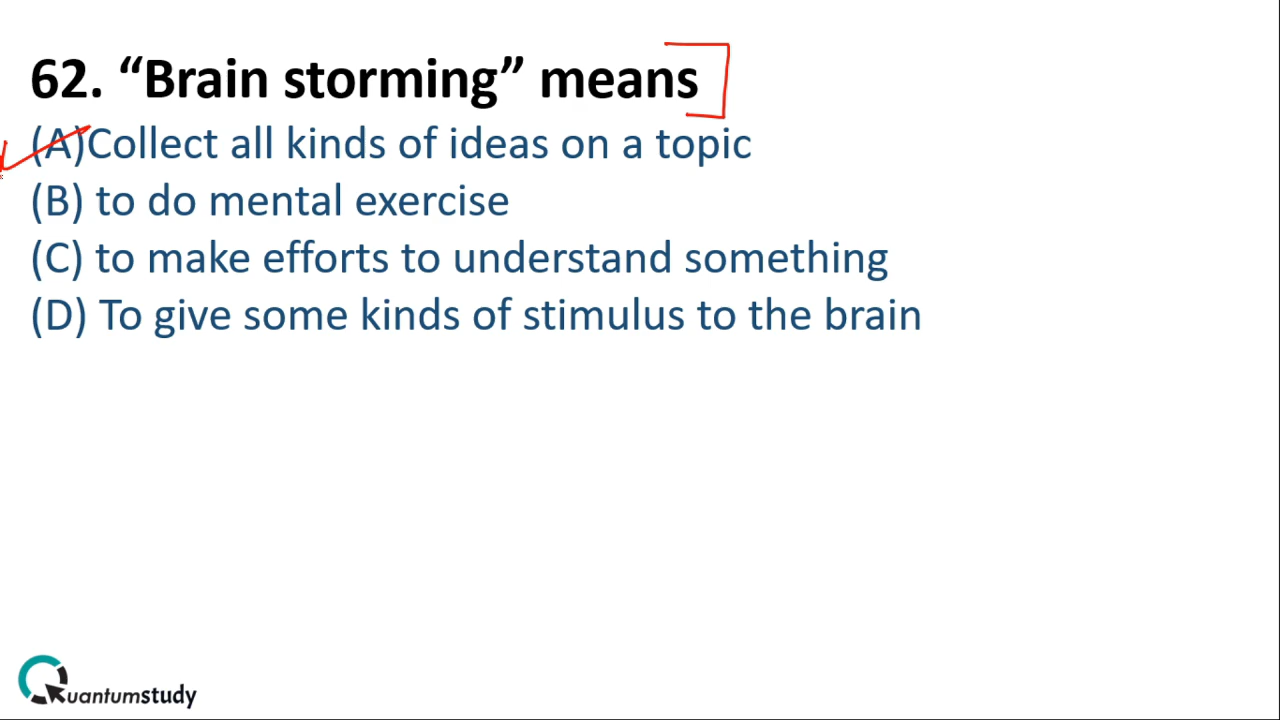 62. “Brain storming” means
(A)Collect all kinds of ideas on a topic
(B) to do mental exercise
(C) to make efforts to understand something
(D) To give some kinds of stimulus to the brain
Quantumstudy